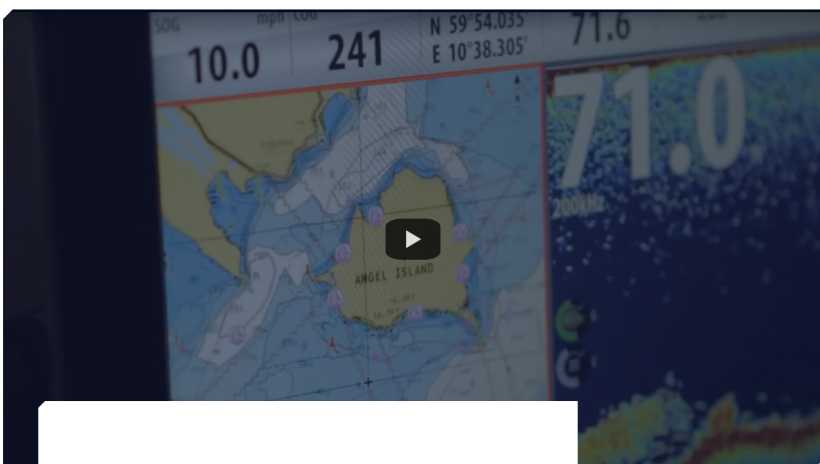 SOG mph COG
10.0 241 N 59°54.035' 71.6
E 10°38.305'
71.0
200kHz
ANGEL ISLAND